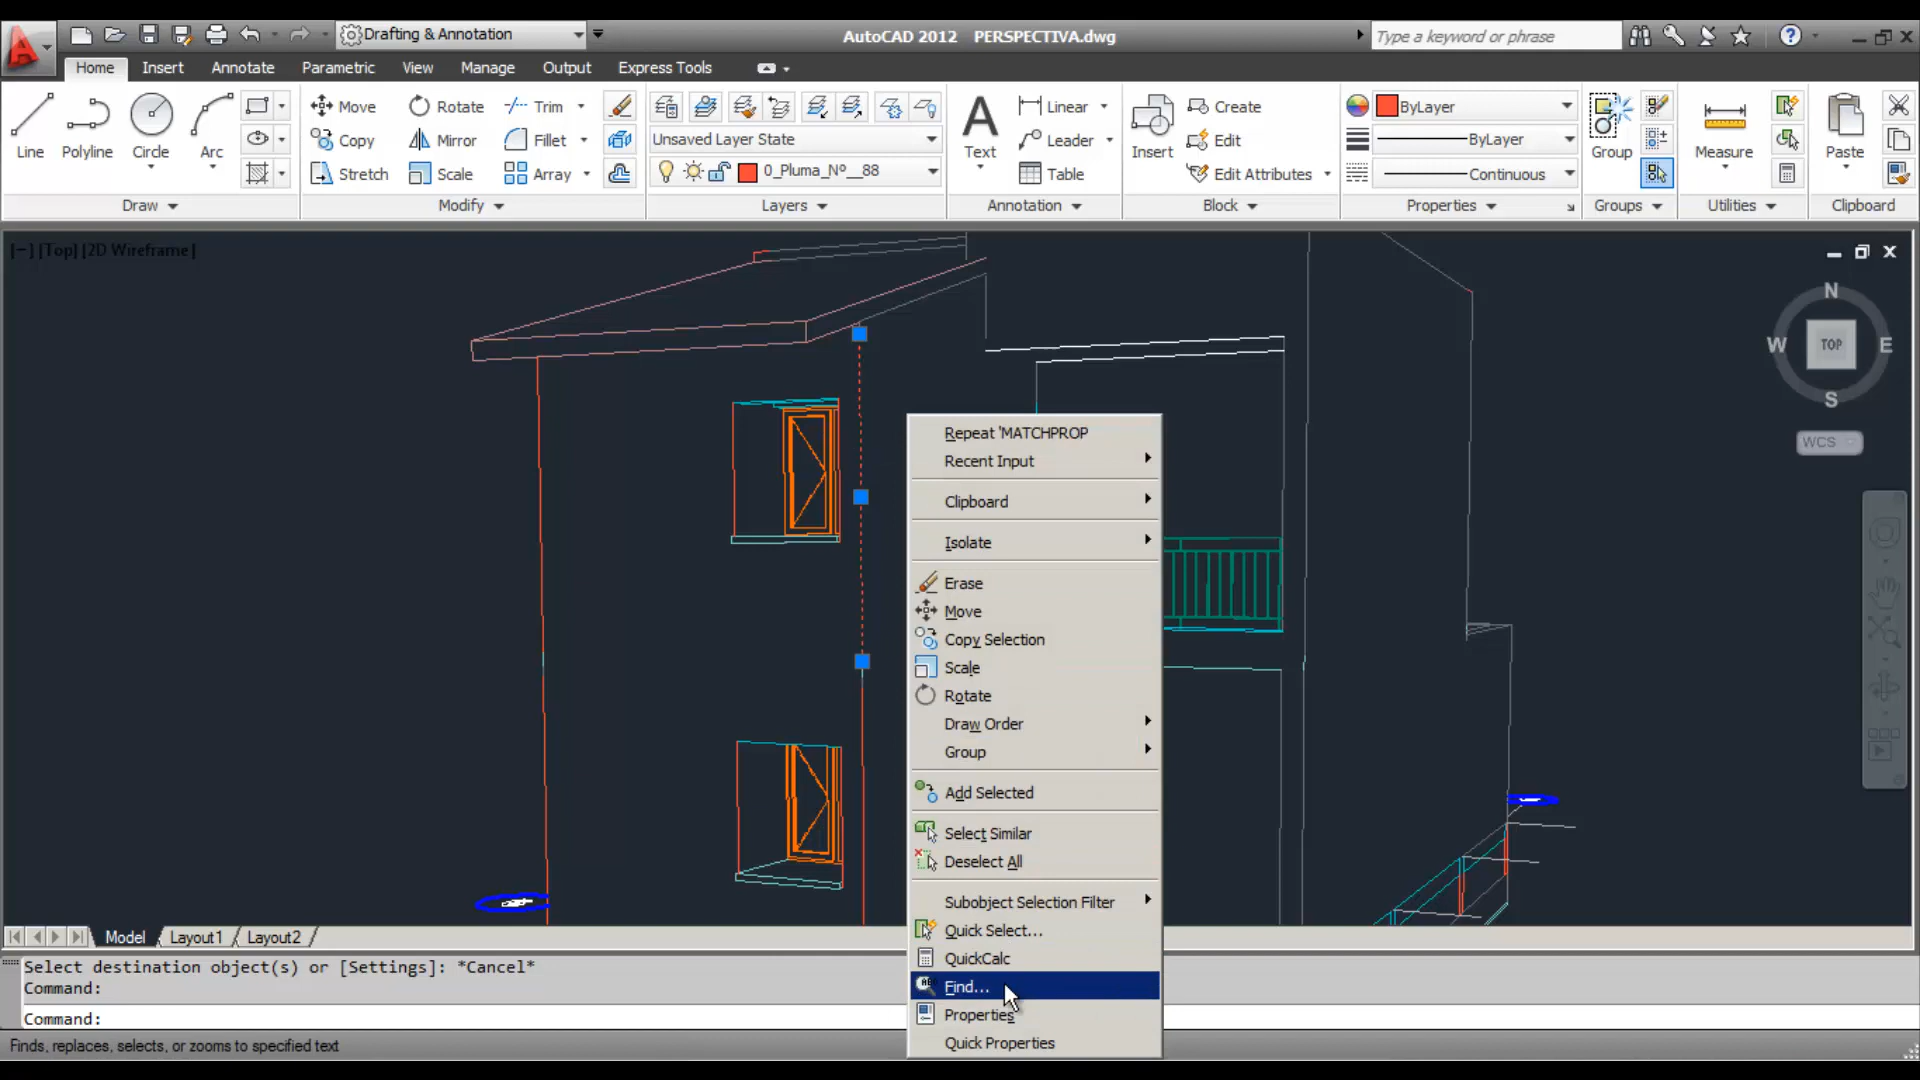 Drafting & Annotation
AutoCAD 2012 PERSPECTIVA.dwg
Type a keyword or phrase
Home Insert Annotate Parametric View Manage Output Express Tools
Line Polyline Circle Arc
Move Rotate Trim
Copy Mirror Fillet
Stretch Scale Array
Unsaved Layer State
0_Pluma_Nº__88
Text Linear
Leader
Table
Insert Create
Edit
Edit Attributes
ByLayer
ByLayer
Continuous
Group Measure Paste
Draw Modify Layers Annotation Block Properties Groups Utilities Clipboard
[−] [Top] [2D Wireframe]
N
W TOP E
S
WCS
Repeat 'MATCHPROP
Recent Input
Clipboard
Isolate
Erase
Move
Copy Selection
Scale
Rotate
Draw Order
Group
Add Selected
Select Similar
Deselect All
Subobject Selection Filter
Quick Select...
QuickCalc
Find...
Properties
Quick Properties
Model Layout1 Layout2
Select destination object(s) or [Settings]: *Cancel*
Command:
Command:
Finds, replaces, selects, or zooms to specified text